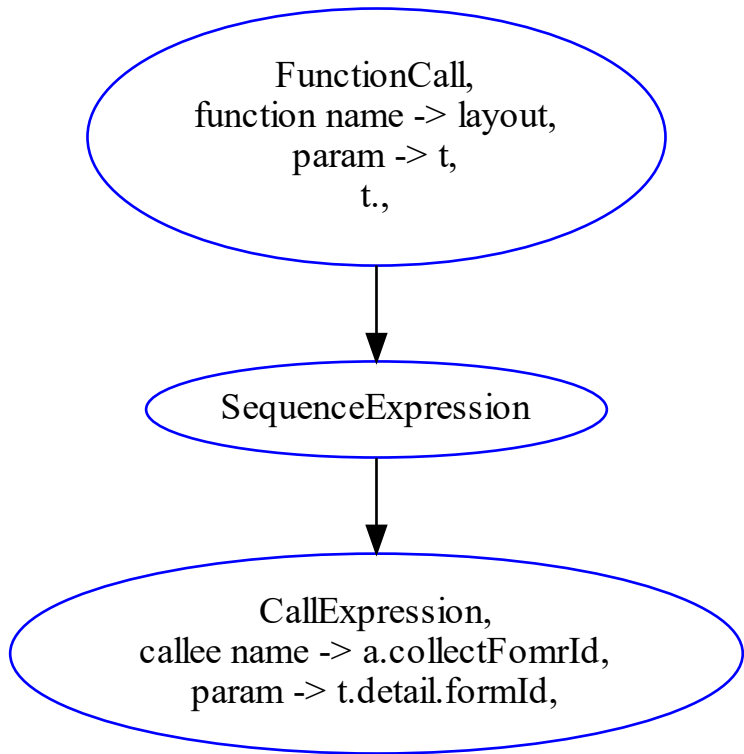 FunctionCall,
function name -> layout,
param -> t,
t.,
SequenceExpression
CallExpression,
callee name -> a.collectFomrId,
param -> t.detail.formId,